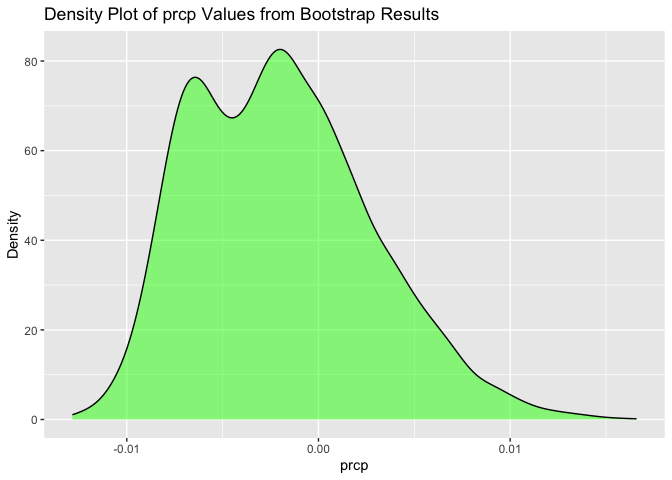 Density Plot of prcp Values from Bootstrap Results
80
60
40
20
0
Density
-0.01 0.00 0.01
prcp